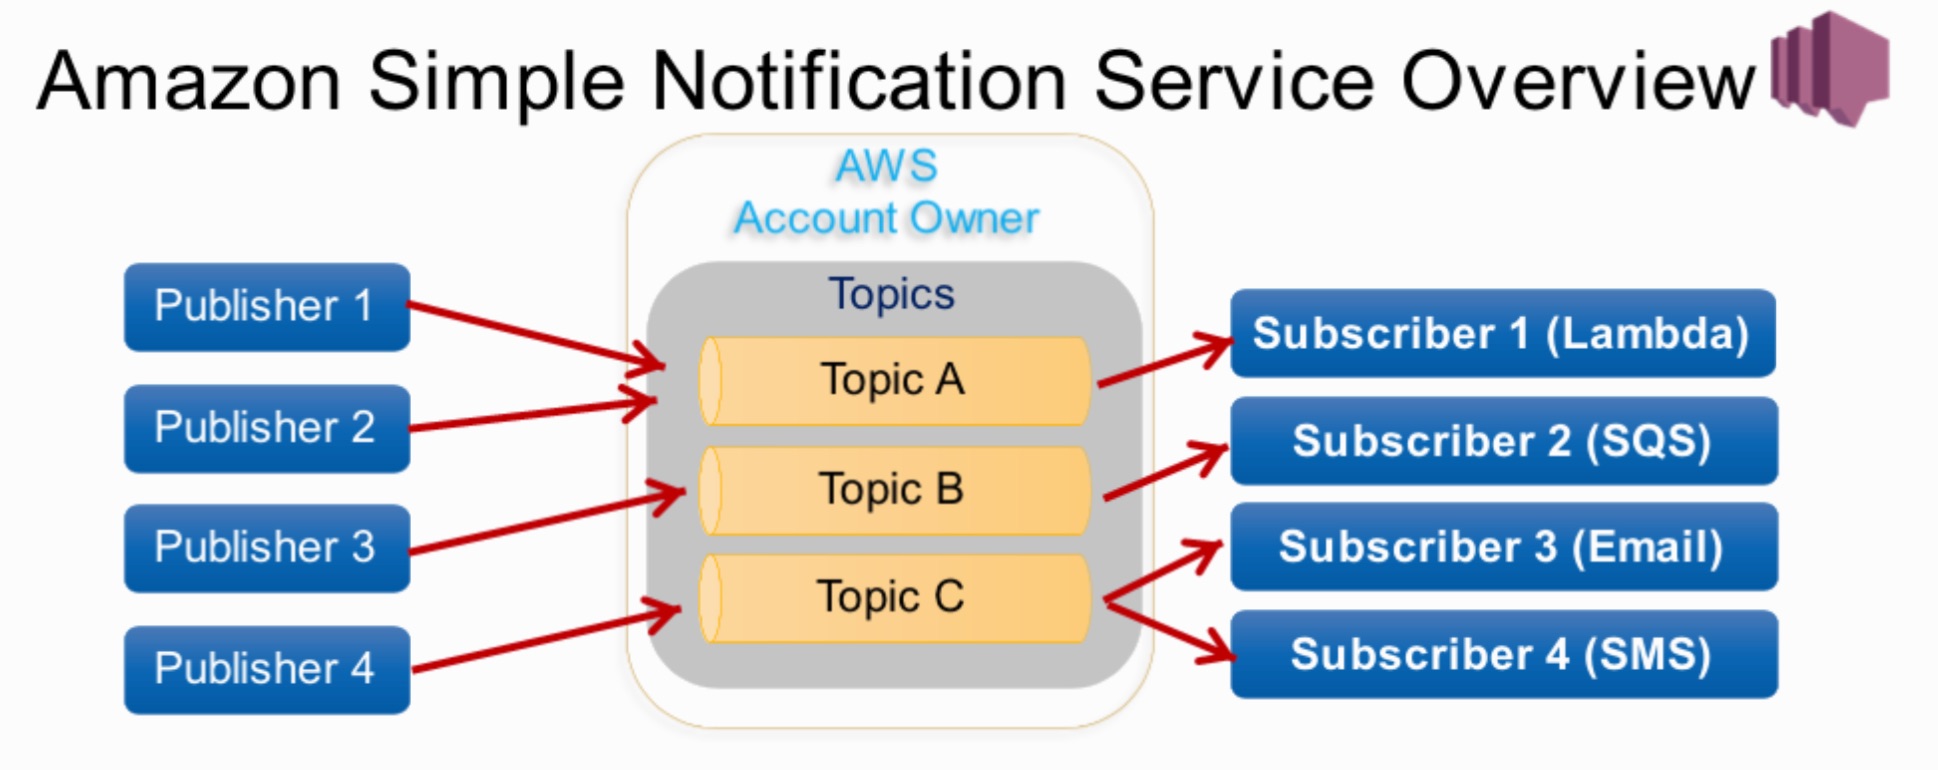 Amazon Simple Notification Service Overview
AWS
Account Owner
Publisher 1
Publisher 2
Publisher 3
Publisher 4
Topics
Topic A
Topic B
Topic C
Subscriber 1 (Lambda)
Subscriber 2 (SQS)
Subscriber 3 (Email)
Subscriber 4 (SMS)